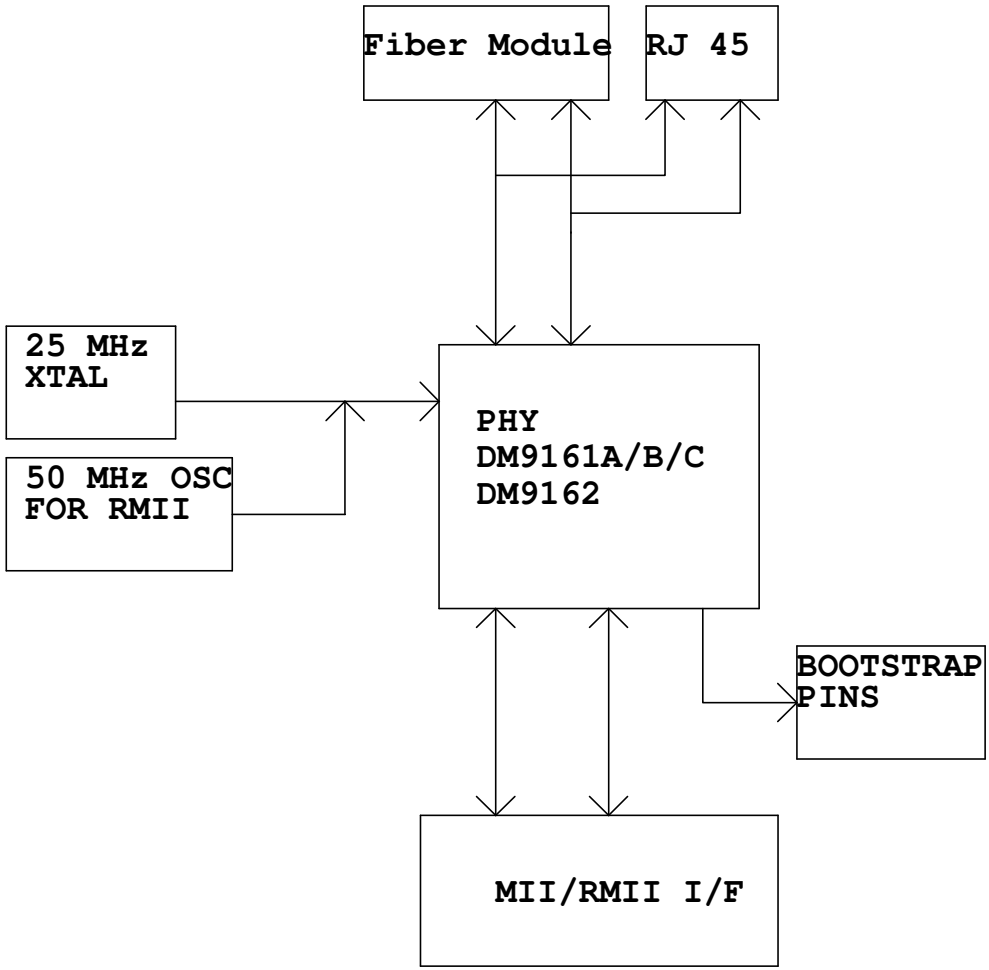 Fiber Module
RJ 45
25 MHz
XTAL
50 MHz OSC
FOR RMII
PHY
DM9161A/B/C
DM9162
BOOTSTRAP
PINS
MII/RMII I/F